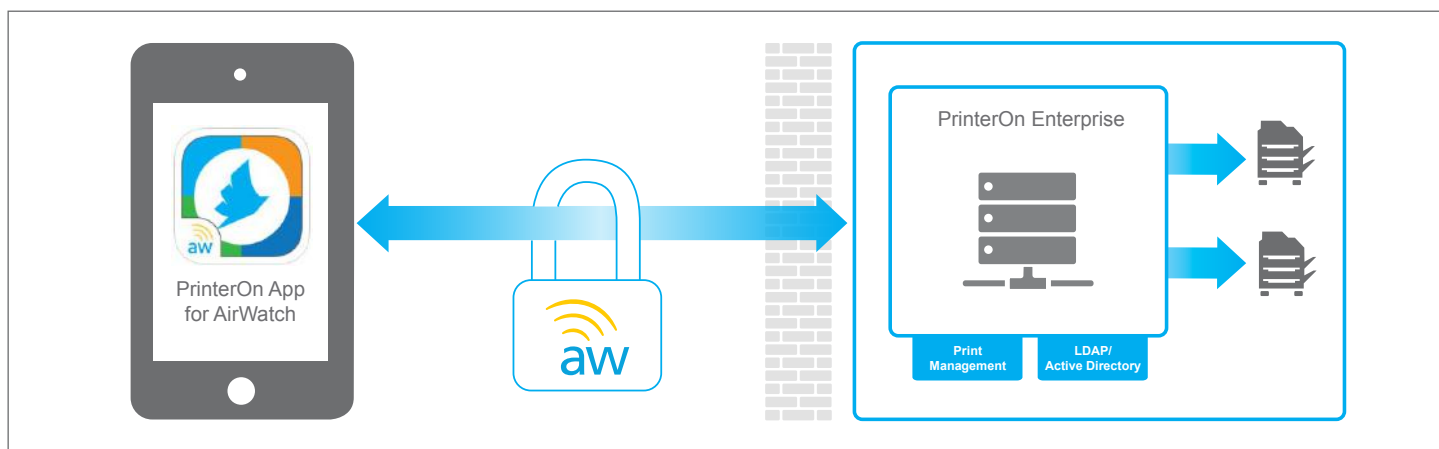 aw
PrinterOn App
for AirWatch
aw
PrinterOn Enterprise
Print
Management
LDAP/
Active Directory